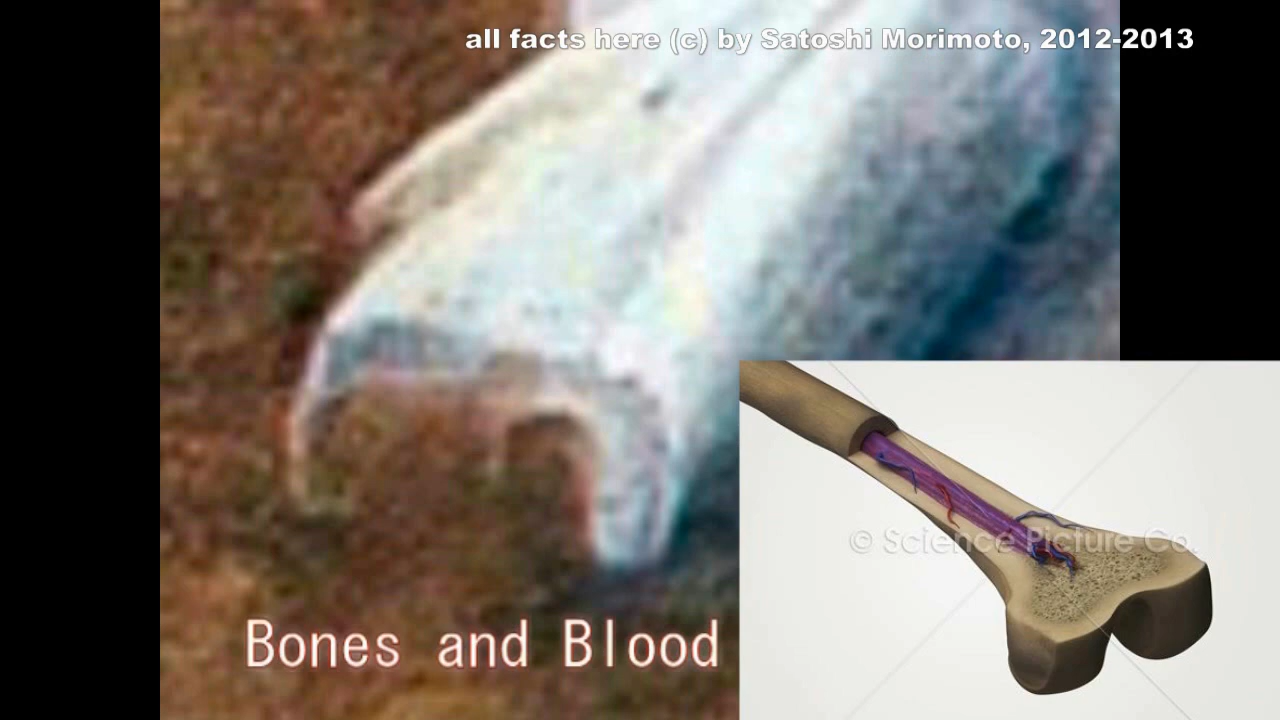 all facts here (c) by Satoshi Morimoto, 2012-2013
© Science Picture Co.
Bones and Blood